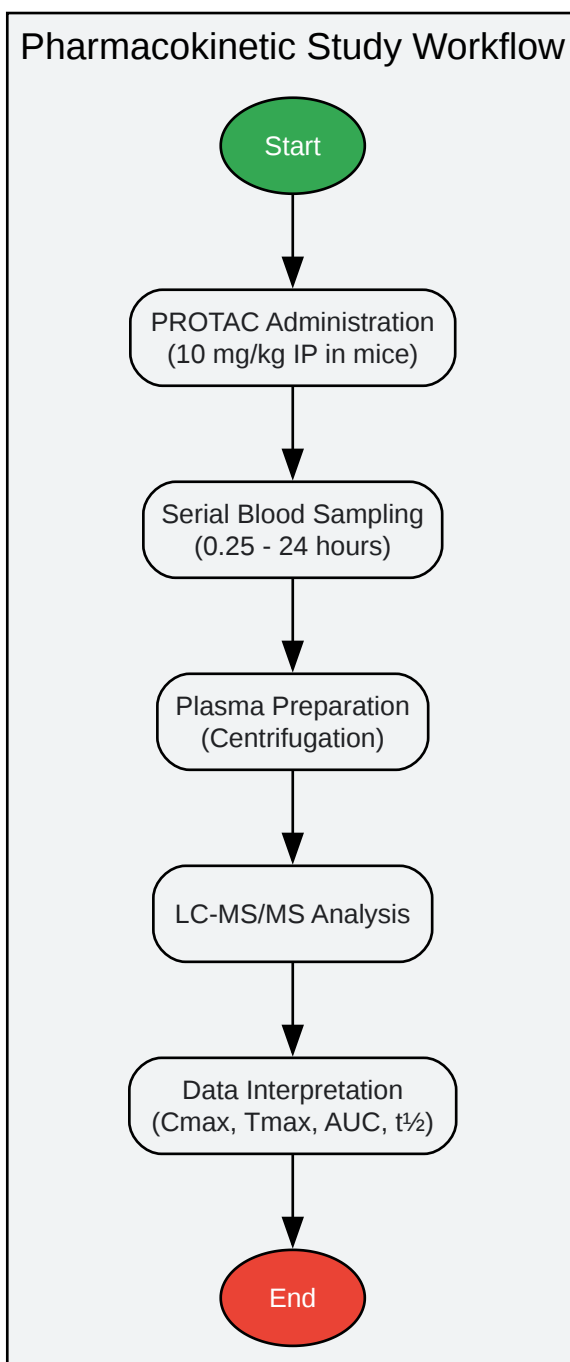 Pharmacokinetic Study Workflow
Start
PROTAC Administration
(10 mg/kg IP in mice)
Serial Blood Sampling
(0.25 - 24 hours)
Plasma Preparation
(Centrifugation)
LC-MS/MS Analysis
Data Interpretation
(Cmax, Tmax, AUC, t½)
End